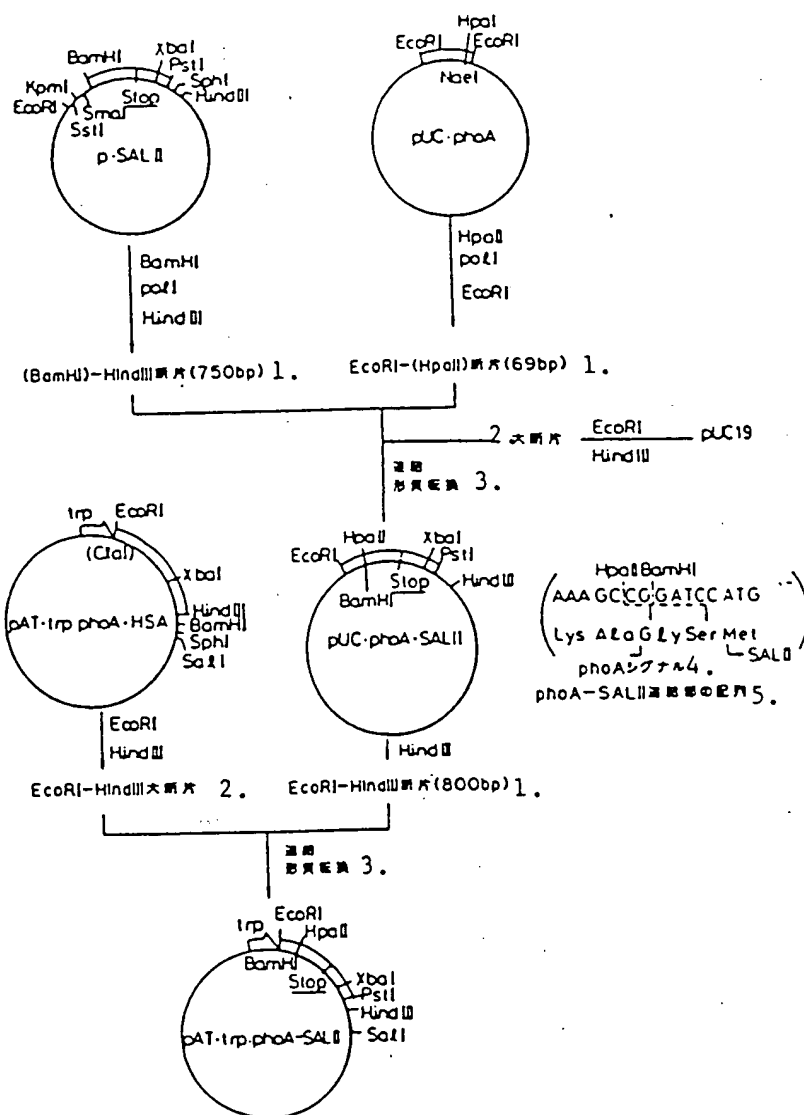 BamHI
XbaI
PstI
SphI
HindIII
KpnI
EcoRI
SstI
SmaI
Stop
p·SALII
HpaI
EcoRI
EcoRI
NaeI
pUC·phoA
BamHI
polI
HindIII
HpaII
polI
EcoRI
(BamHI)-HindIII断片(750bp) 1.
EcoRI-(HpaII)断片(69bp) 1.
2 大断片
EcoRI
HindIII
pUC19
連結
形質転換 3.
trp
EcoRI
(ClaI)
XbaI
HindIII
BamHI
SphI
SalI
pAT·trp phoA·HSA
HpaII
EcoRI
XbaI
PstI
Stop
HindIII
BamHI
pUC·phoA·SALII
HpaII BamHI
AAA GC CG GATCC ATG
Lys Ala Gly Ser Met
SALII
phoAシグナル 4.
phoA-SALII連結部の配列 5.
EcoRI
HindIII
HindIII
EcoRI-HindIII大断片 2.
EcoRI-HindIII断片(800bp) 1.
連結
形質転換 3.
trp
EcoRI
HpaII
BamHI
Stop
XbaI
PstI
HindIII
SalI
pAT·trp·phoA-SALII